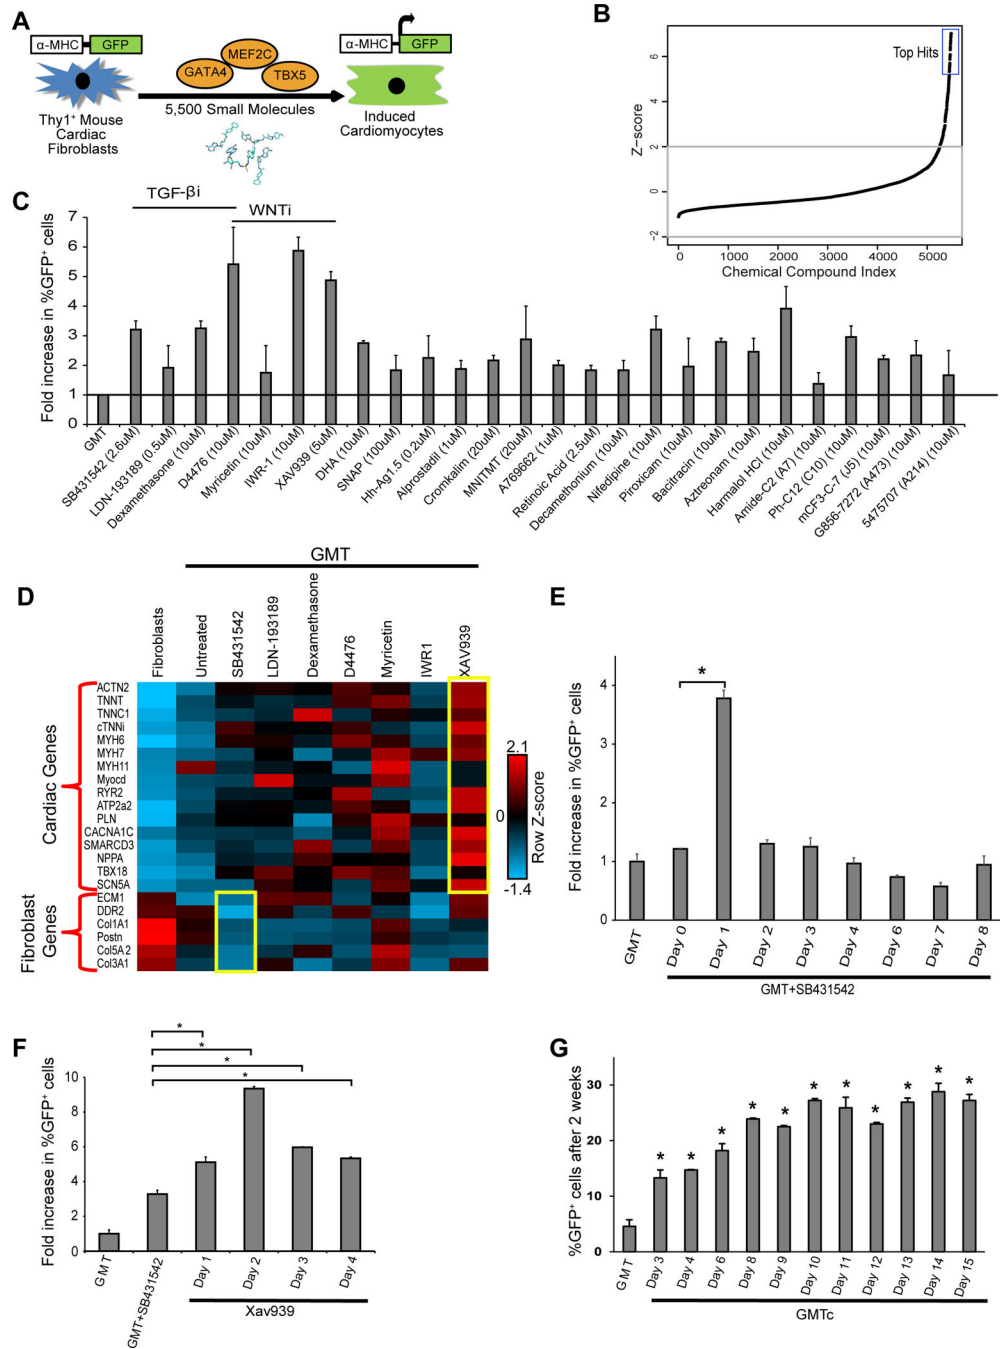 A
α-MHC
GFP
α-MHC
GFP
MEF2C
GATA4
TBX5
5,500 Small Molecules
Thy1⁺ Mouse
Cardiac
Fibroblasts
Induced
Cardiomyocytes
B
Top Hits
Z−score
6
4
2
0
−2
0
1000
2000
3000
5000
Chemical Compound Index
C
TGF-βi
WNTi
Fold increase in %GFP⁺ cells
7
6
5
4
3
2
1
0
GMT
SB431542 (2.6uM)
LDN-193189 (0.5uM)
Dexamethasone (10uM)
D4476 (10uM)
Myricetin (10uM)
IWR-1 (10uM)
XAV939 (5uM)
DHA (10uM)
SNAP (100uM)
Hh-Ag1.5 (0.2uM)
Alprostadil (1uM)
Cromkalim (20uM)
MNITMT (20uM)
A769662 (1uM)
Retinoic Acid (2.5uM)
Decamethonium (10uM)
Nifedipine (10uM)
Piroxicam (10uM)
Bacitracin (10uM)
Aztreonam (10uM)
Harmalol HCl (10uM)
Amide-C2 (A7) (10uM)
Ph-C12 (C10) (10uM)
mCF3-C-7 (J5) (10uM)
G856-7272 (A473) (10uM)
5475707 (A214) (10uM)
D
GMT
Fibroblasts
Untreated
SB431542
LDN-193189
Dexamethasone
D4476
Myricetin
IWR1
XAV939
Cardiac Genes
ACTN2
TNNT
TNNC1
cTNNi
MYH6
MYH7
MYH11
Myocd
RYR2
ATP2a2
PLN
CACNA1C
SMARCD3
NPPA
TBX18
SCN5A
Fibroblast
Genes
ECM1
DDR2
Col1A1
Postn
Col5A2
Col3A1
2.1
0
-1.4
Row Z-score
E
Fold increase in %GFP⁺ cells
4
3
2
1
0
*
GMT
Day 0
Day 1
Day 2
Day 3
Day 4
Day 6
Day 7
Day 8
GMT+SB431542
F
Fold increase in %GFP⁺ cells
10
8
6
4
2
0
*
*
*
*
GMT
GMT+SB431542
Day 1
Day 2
Day 3
Day 4
Xav939
G
%GFP⁺ cells after 2 weeks
30
20
10
0
* * * * * * * * * * *
GMT
Day 3
Day 4
Day 6
Day 8
Day 9
Day 10
Day 11
Day 12
Day 13
Day 14
Day 15
GMTc